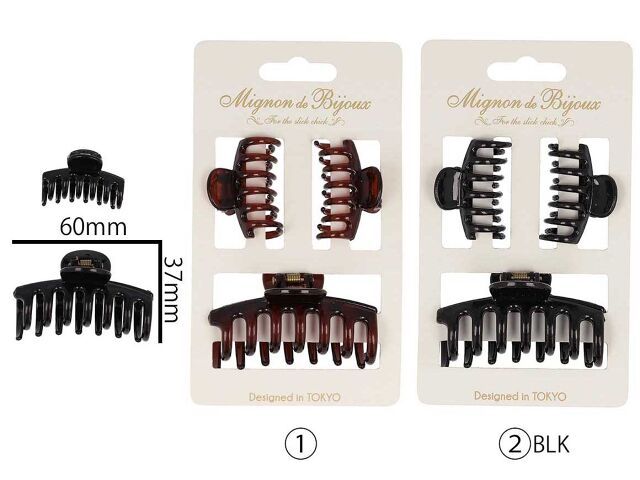 Mignon de Bijoux
For the slick chick
Mignon de Bijoux
For the slick chick
60mm
37mm
Designed in TOKYO
Designed in TOKYO
①
②BLK